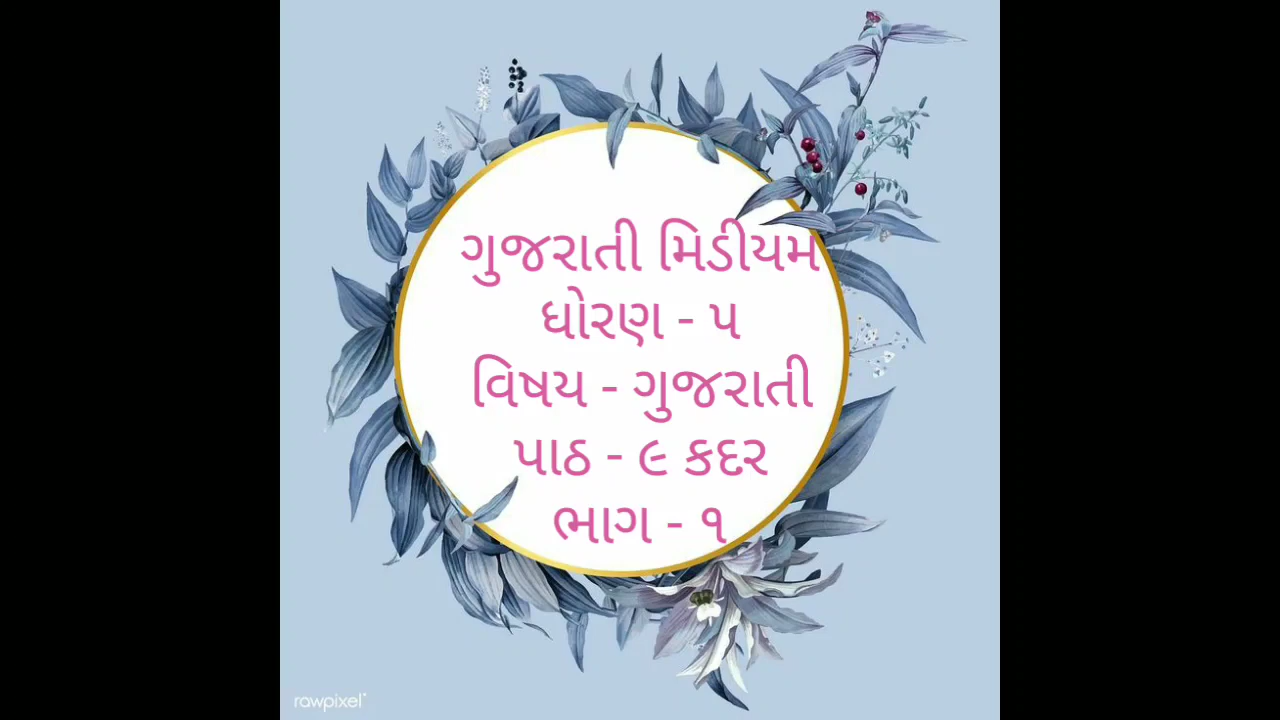 ગુજરાતી મિડીયમ
ધોરણ - ૫
વિષય - ગુજરાતી
પાઠ - ૯ કદર
ભાગ - ૧
rawpixel